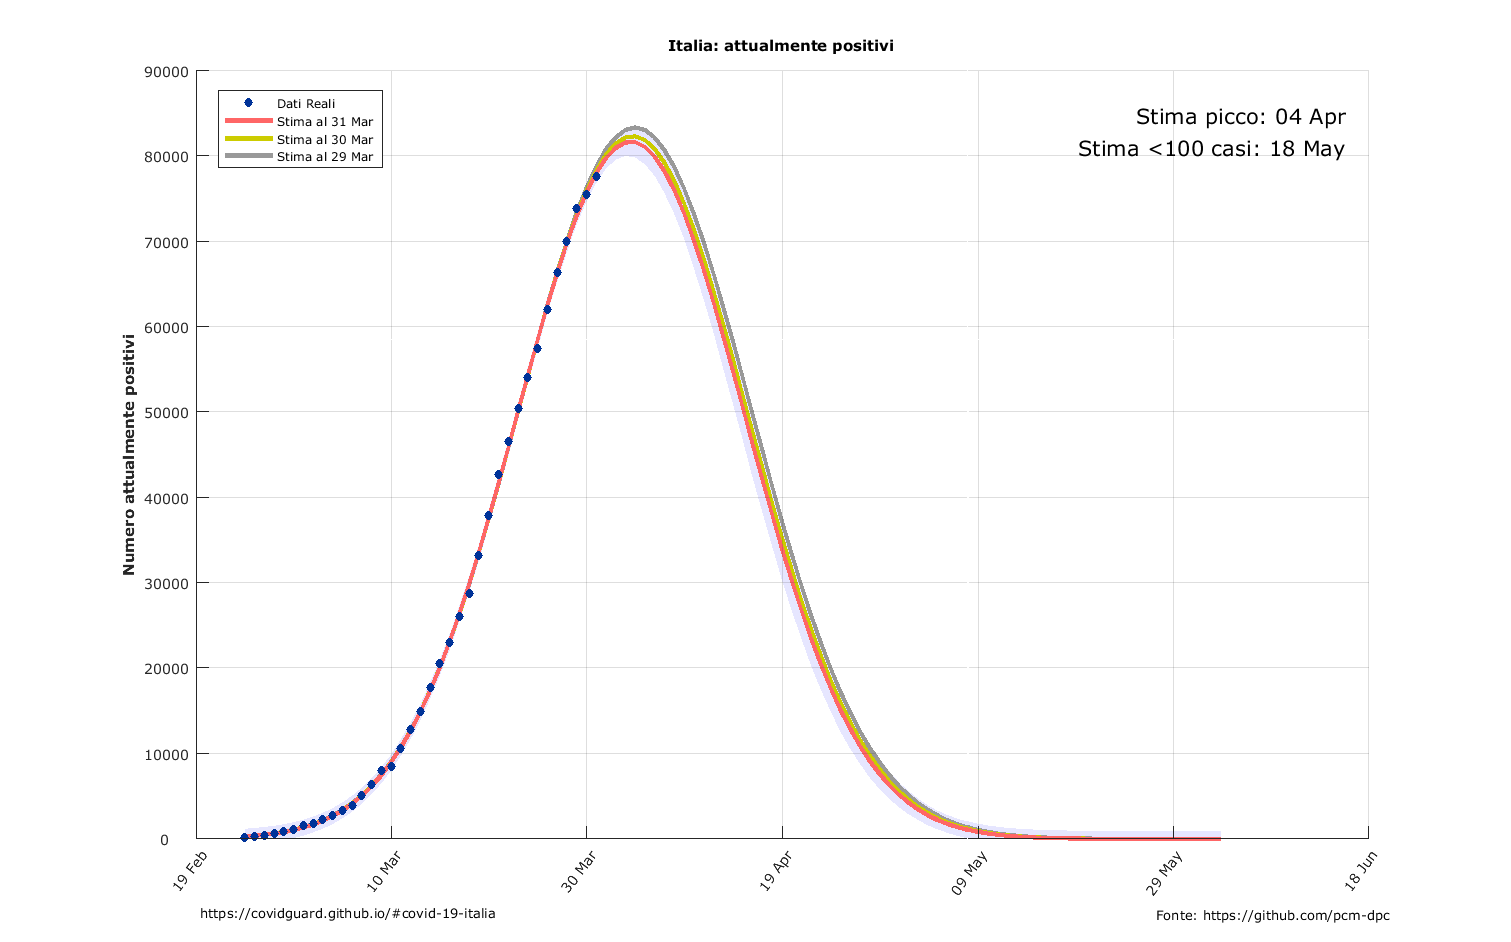 Italia: attualmente positivi
90000
80000
70000
60000
50000
40000
30000
20000
10000
0
Numero attualmente positivi
Dati Reali
Stima al 31 Mar
Stima al 30 Mar
Stima al 29 Mar
Stima picco: 04 Apr
Stima <100 casi: 18 May
19 Feb
10 Mar
30 Mar
19 Apr
09 May
29 May
18 Jun
https://covidguard.github.io/#covid-19-italia
Fonte: https://github.com/pcm-dpc